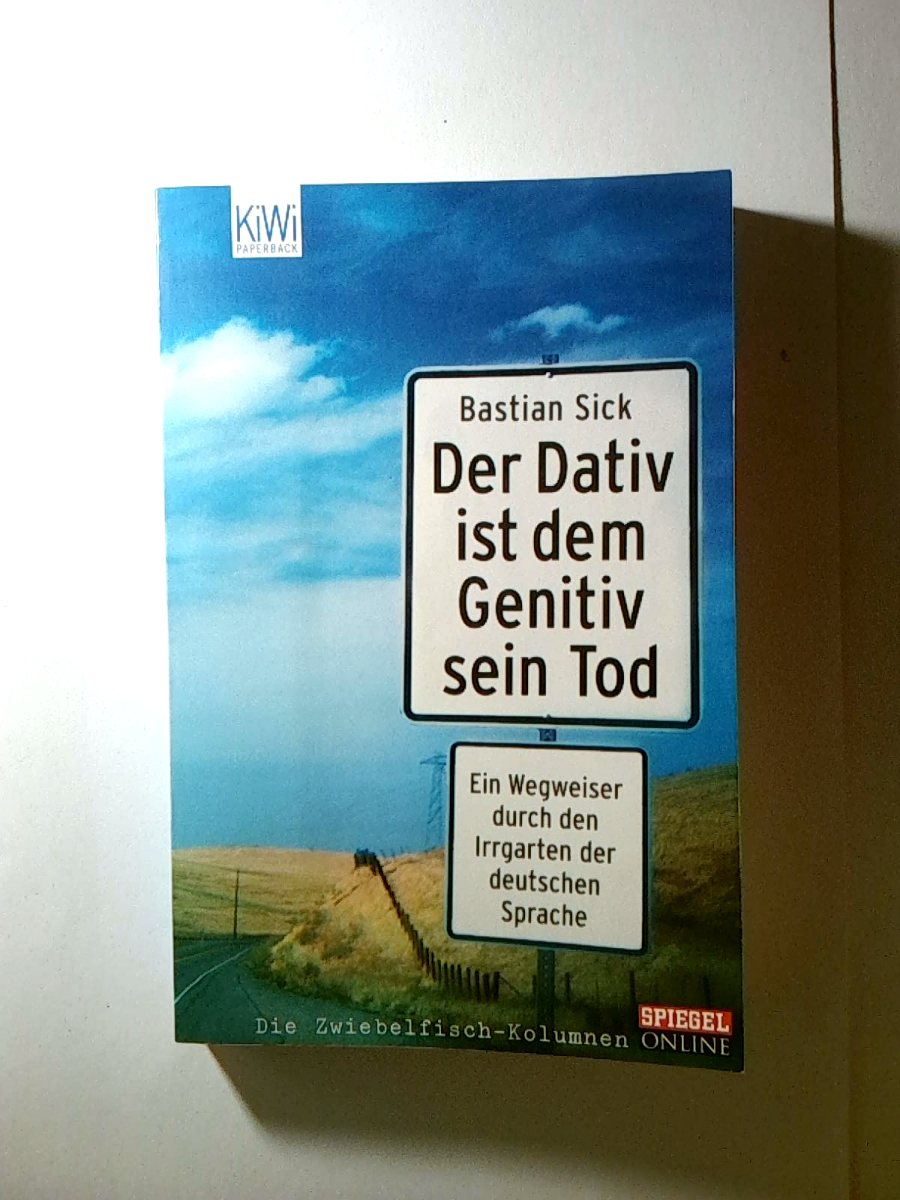 KiWi
PAPERBACK
Bastian Sick
Der Dativ
ist dem
Genitiv
sein Tod
Ein Wegweiser
durch den
Irrgarten der
deutschen
Sprache
Die Zwiebelfisch-Kolumnen
SPIEGEL
ONLINE